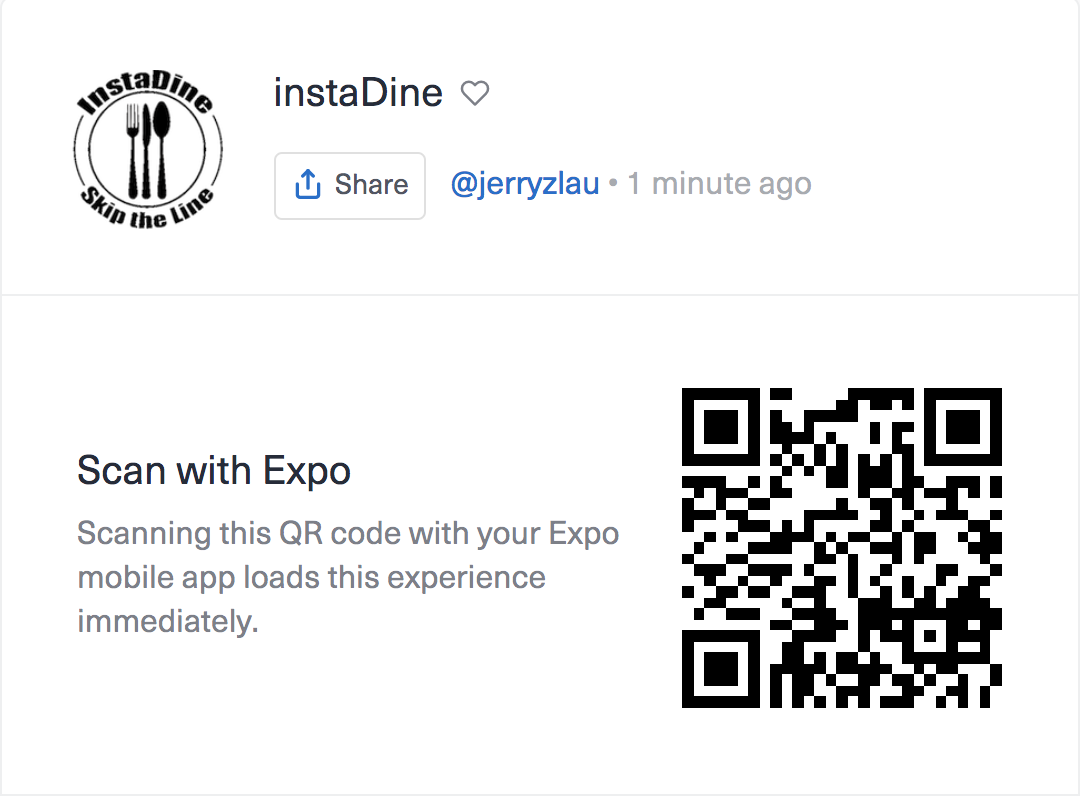 InstaDine
Skip the Line
instaDine
Share @jerryzlau • 1 minute ago
Scan with Expo
Scanning this QR code with your Expo
mobile app loads this experience
immediately.